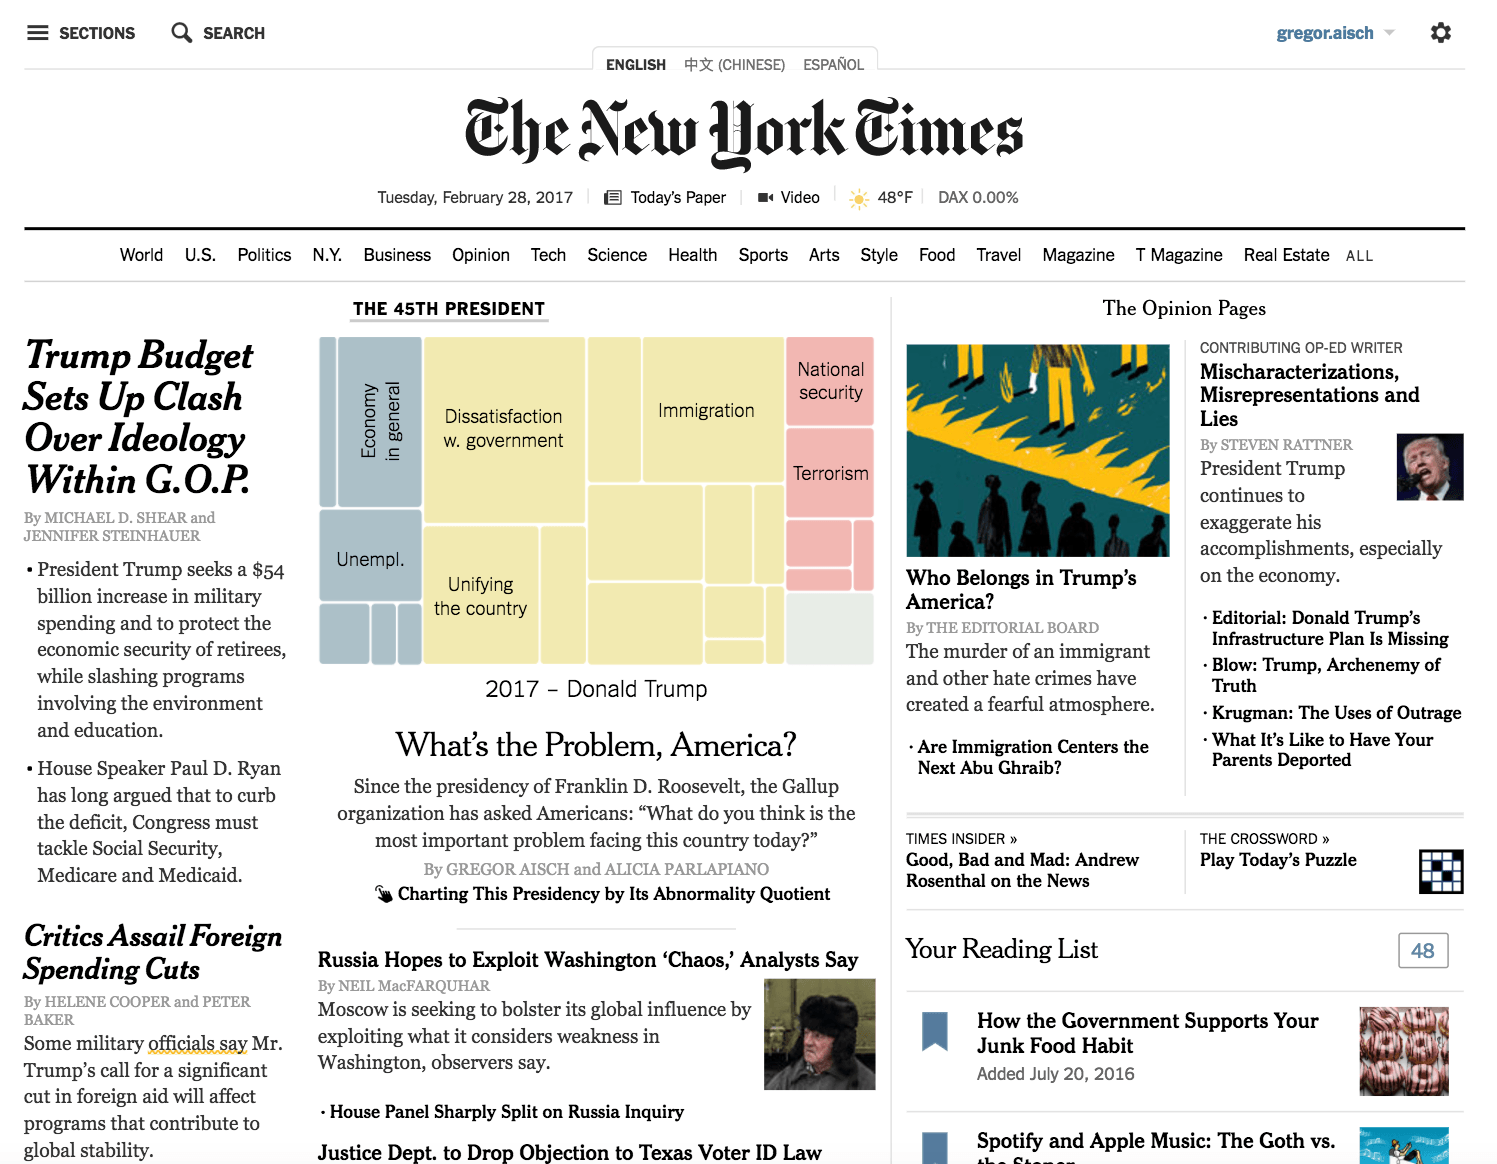 SECTIONS
SEARCH
gregor.aisch
ENGLISH 中文 (CHINESE) ESPAÑOL
The New York Times
Tuesday, February 28, 2017
Today's Paper
Video
48°F
DAX 0.00%
World U.S. Politics N.Y. Business Opinion Tech Science Health Sports Arts Style Food Travel Magazine T Magazine Real Estate ALL
THE 45TH PRESIDENT
Trump Budget
Sets Up Clash
Over Ideology
Within G.O.P.
By MICHAEL D. SHEAR and
JENNIFER STEINHAUER
• President Trump seeks a $54
billion increase in military
spending and to protect the
economic security of retirees,
while slashing programs
involving the environment
and education.
• House Speaker Paul D. Ryan
has long argued that to curb
the deficit, Congress must
tackle Social Security,
Medicare and Medicaid.
Critics Assail Foreign
Spending Cuts
By HELENE COOPER and PETER
BAKER
Some military officials say Mr.
Trump's call for a significant
cut in foreign aid will affect
programs that contribute to
global stability.
Economy
in general
Unempl.
Dissatisfaction
w. government
Unifying
the country
Immigration
National
security
Terrorism
2017 – Donald Trump
What's the Problem, America?
Since the presidency of Franklin D. Roosevelt, the Gallup
organization has asked Americans: “What do you think is the
most important problem facing this country today?”
By GREGOR AISCH and ALICIA PARLAPIANO
Charting This Presidency by Its Abnormality Quotient
Russia Hopes to Exploit Washington ‘Chaos,’ Analysts Say
By NEIL MacFARQUHAR
Moscow is seeking to bolster its global influence by
exploiting what it considers weakness in
Washington, observers say.
· House Panel Sharply Split on Russia Inquiry
Justice Dept. to Drop Objection to Texas Voter ID Law
The Opinion Pages
Who Belongs in Trump's
America?
By THE EDITORIAL BOARD
The murder of an immigrant
and other hate crimes have
created a fearful atmosphere.
· Are Immigration Centers the
Next Abu Ghraib?
CONTRIBUTING OP-ED WRITER
Mischaracterizations,
Misrepresentations and
Lies
By STEVEN RATTNER
President Trump
continues to
exaggerate his
accomplishments, especially
on the economy.
· Editorial: Donald Trump's
Infrastructure Plan Is Missing
· Blow: Trump, Archenemy of
Truth
· Krugman: The Uses of Outrage
· What It's Like to Have Your
Parents Deported
TIMES INSIDER »
Good, Bad and Mad: Andrew
Rosenthal on the News
THE CROSSWORD »
Play Today's Puzzle
Your Reading List
48
How the Government Supports Your
Junk Food Habit
Added July 20, 2016
Spotify and Apple Music: The Goth vs.
the Stoner